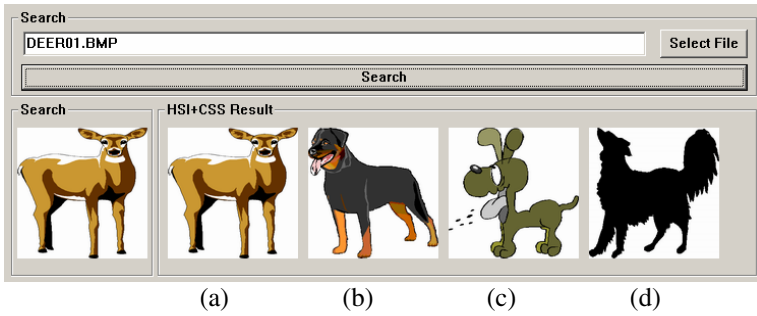 Search
DEER01.BMP
Select File
Search
Search
HSI+CSS Result
(a)
(b)
(c)
(d)